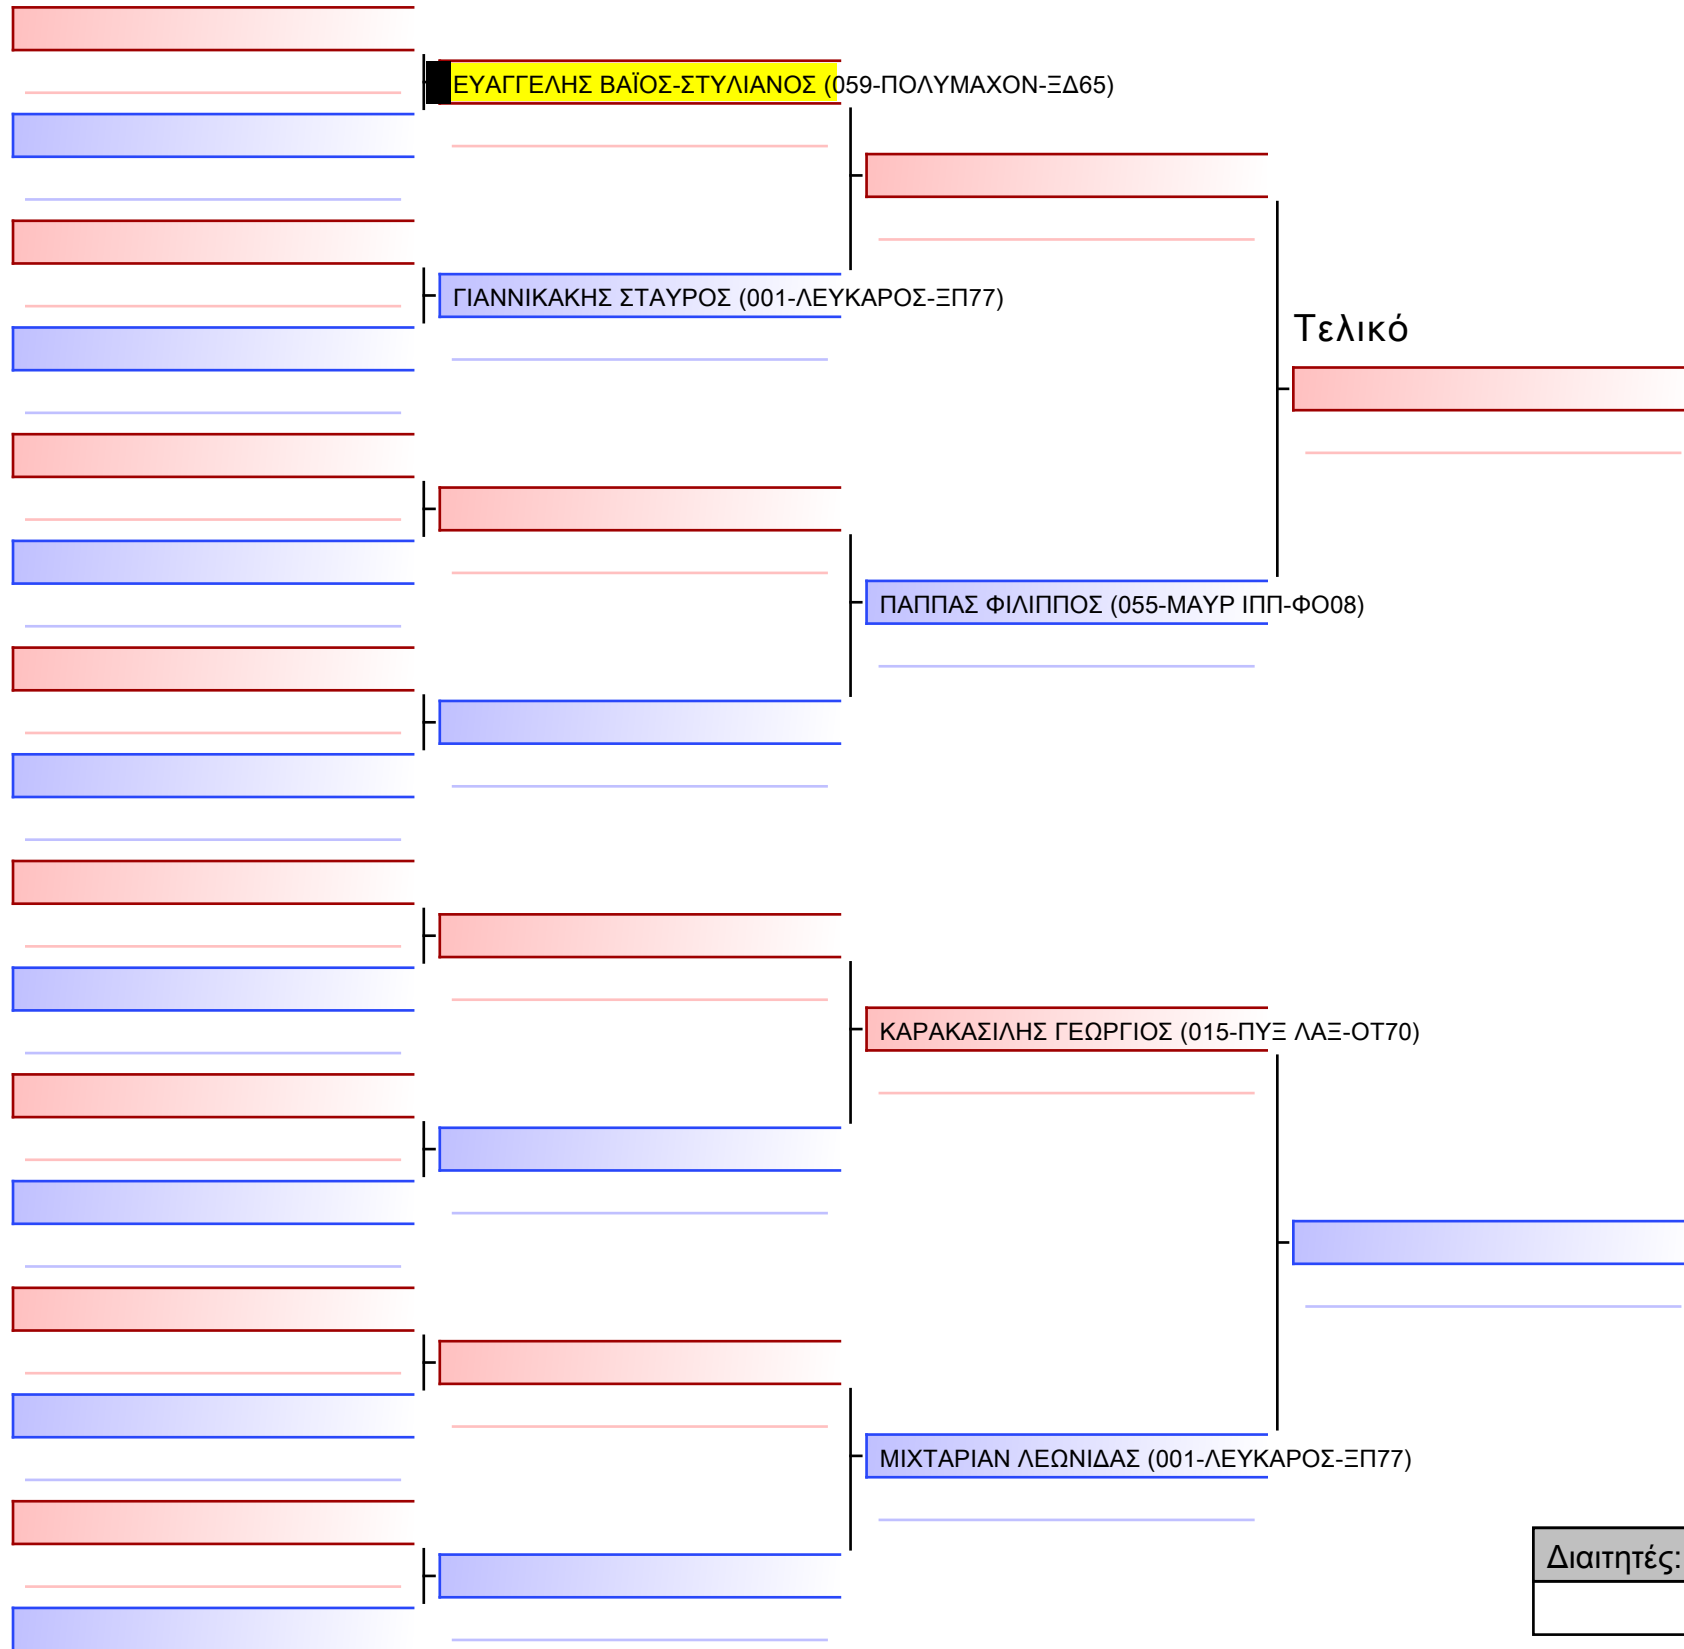 ΕΥΑΓΓΕΛΗΣ ΒΑΪΟΣ-ΣΤΥΛΙΑΝΟΣ (059-ΠΟΛΥΜΑΧΟΝ-ΞΔ65)
ΓΙΑΝΝΙΚΑΚΗΣ ΣΤΑΥΡΟΣ (001-ΛΕΥΚΑΡΟΣ-ΞΠ77)
Τελικό
ΠΑΠΠΑΣ ΦΙΛΙΠΠΟΣ (055-ΜΑΥΡ ΙΠΠ-ΦΟ08)
ΚΑΡΑΚΑΣΙΛΗΣ ΓΕΩΡΓΙΟΣ (015-ΠΥΞ ΛΑΞ-ΟΤ70)
ΜΙΧΤΑΡΙΑΝ ΛΕΩΝΙΔΑΣ (001-ΛΕΥΚΑΡΟΣ-ΞΠ77)
Διαιτητές: